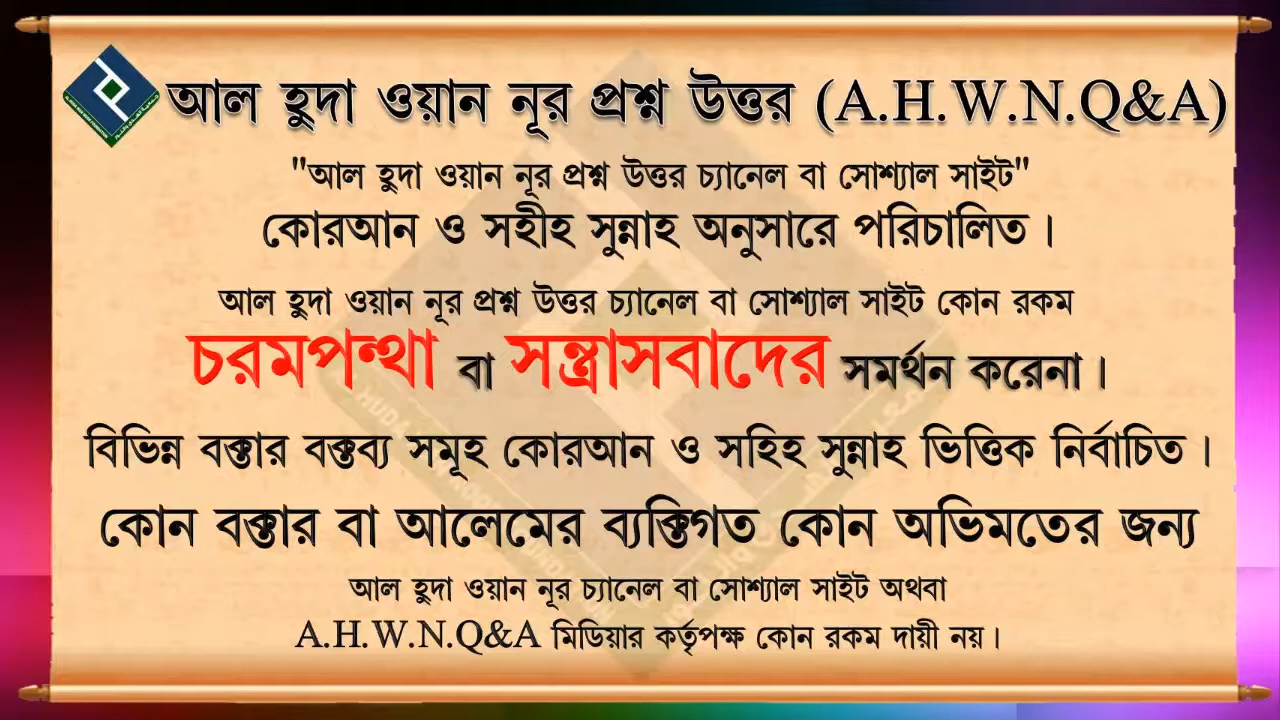 আল হুদা ওয়ান নূর প্রশ্ন উত্তর (A.H.W.N.Q&A)
"আল হুদা ওয়ান নূর প্রশ্ন উত্তর চ্যানেল বা সোশ্যাল সাইট"
কোরআন ও সহীহ সুন্নাহ অনুসারে পরিচালিত।
আল হুদা ওয়ান নূর প্রশ্ন উত্তর চ্যানেল বা সোশ্যাল সাইট কোন রকম
চরমপন্থা বা সন্ত্রাসবাদের সমর্থন করেনা।
বিভিন্ন বক্তার বক্তব্য সমূহ কোরআন ও সহিহ সুন্নাহ ভিত্তিক নির্বাচিত।
কোন বক্তার বা আলেমের ব্যক্তিগত কোন অভিমতের জন্য
আল হুদা ওয়ান নূর চ্যানেল বা সোশ্যাল সাইট অথবা
A.H.W.N.Q&A মিডিয়ার কর্তৃপক্ষ কোন রকম দায়ী নয়।